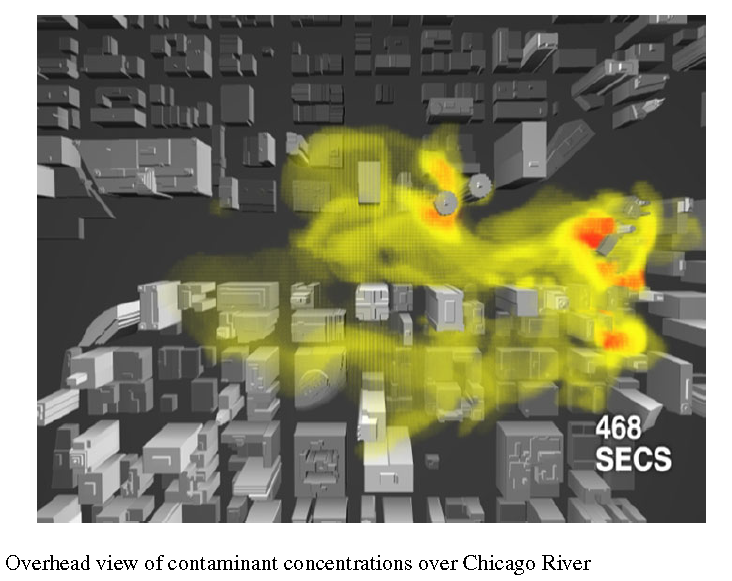 468
SECS
Overhead view of contaminant concentrations over Chicago River